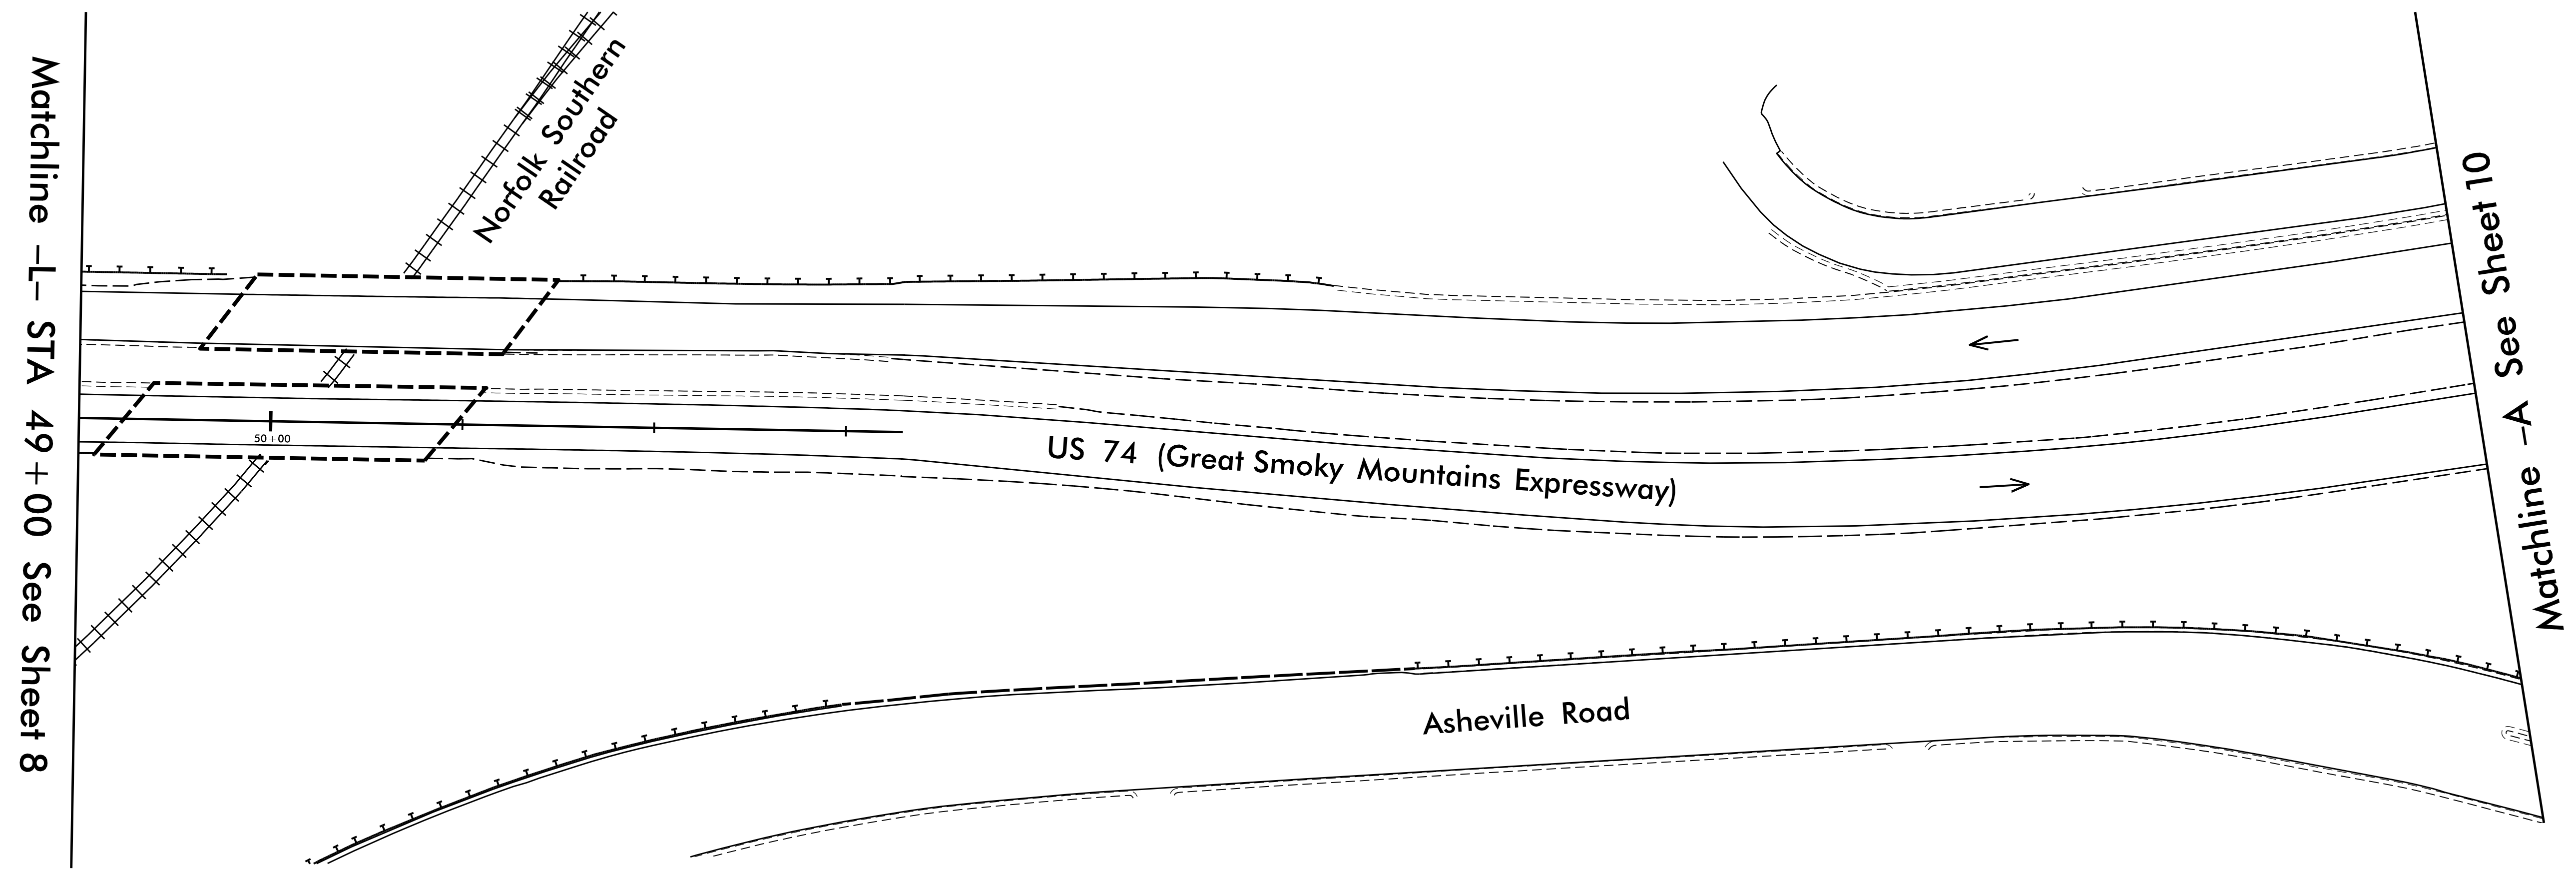 Matchline -L- STA 49+00 See Sheet 8
Norfolk Southern
Railroad
50+00
US 74 (Great Smoky Mountains Expressway)
Asheville Road
Matchline -A See Sheet 10